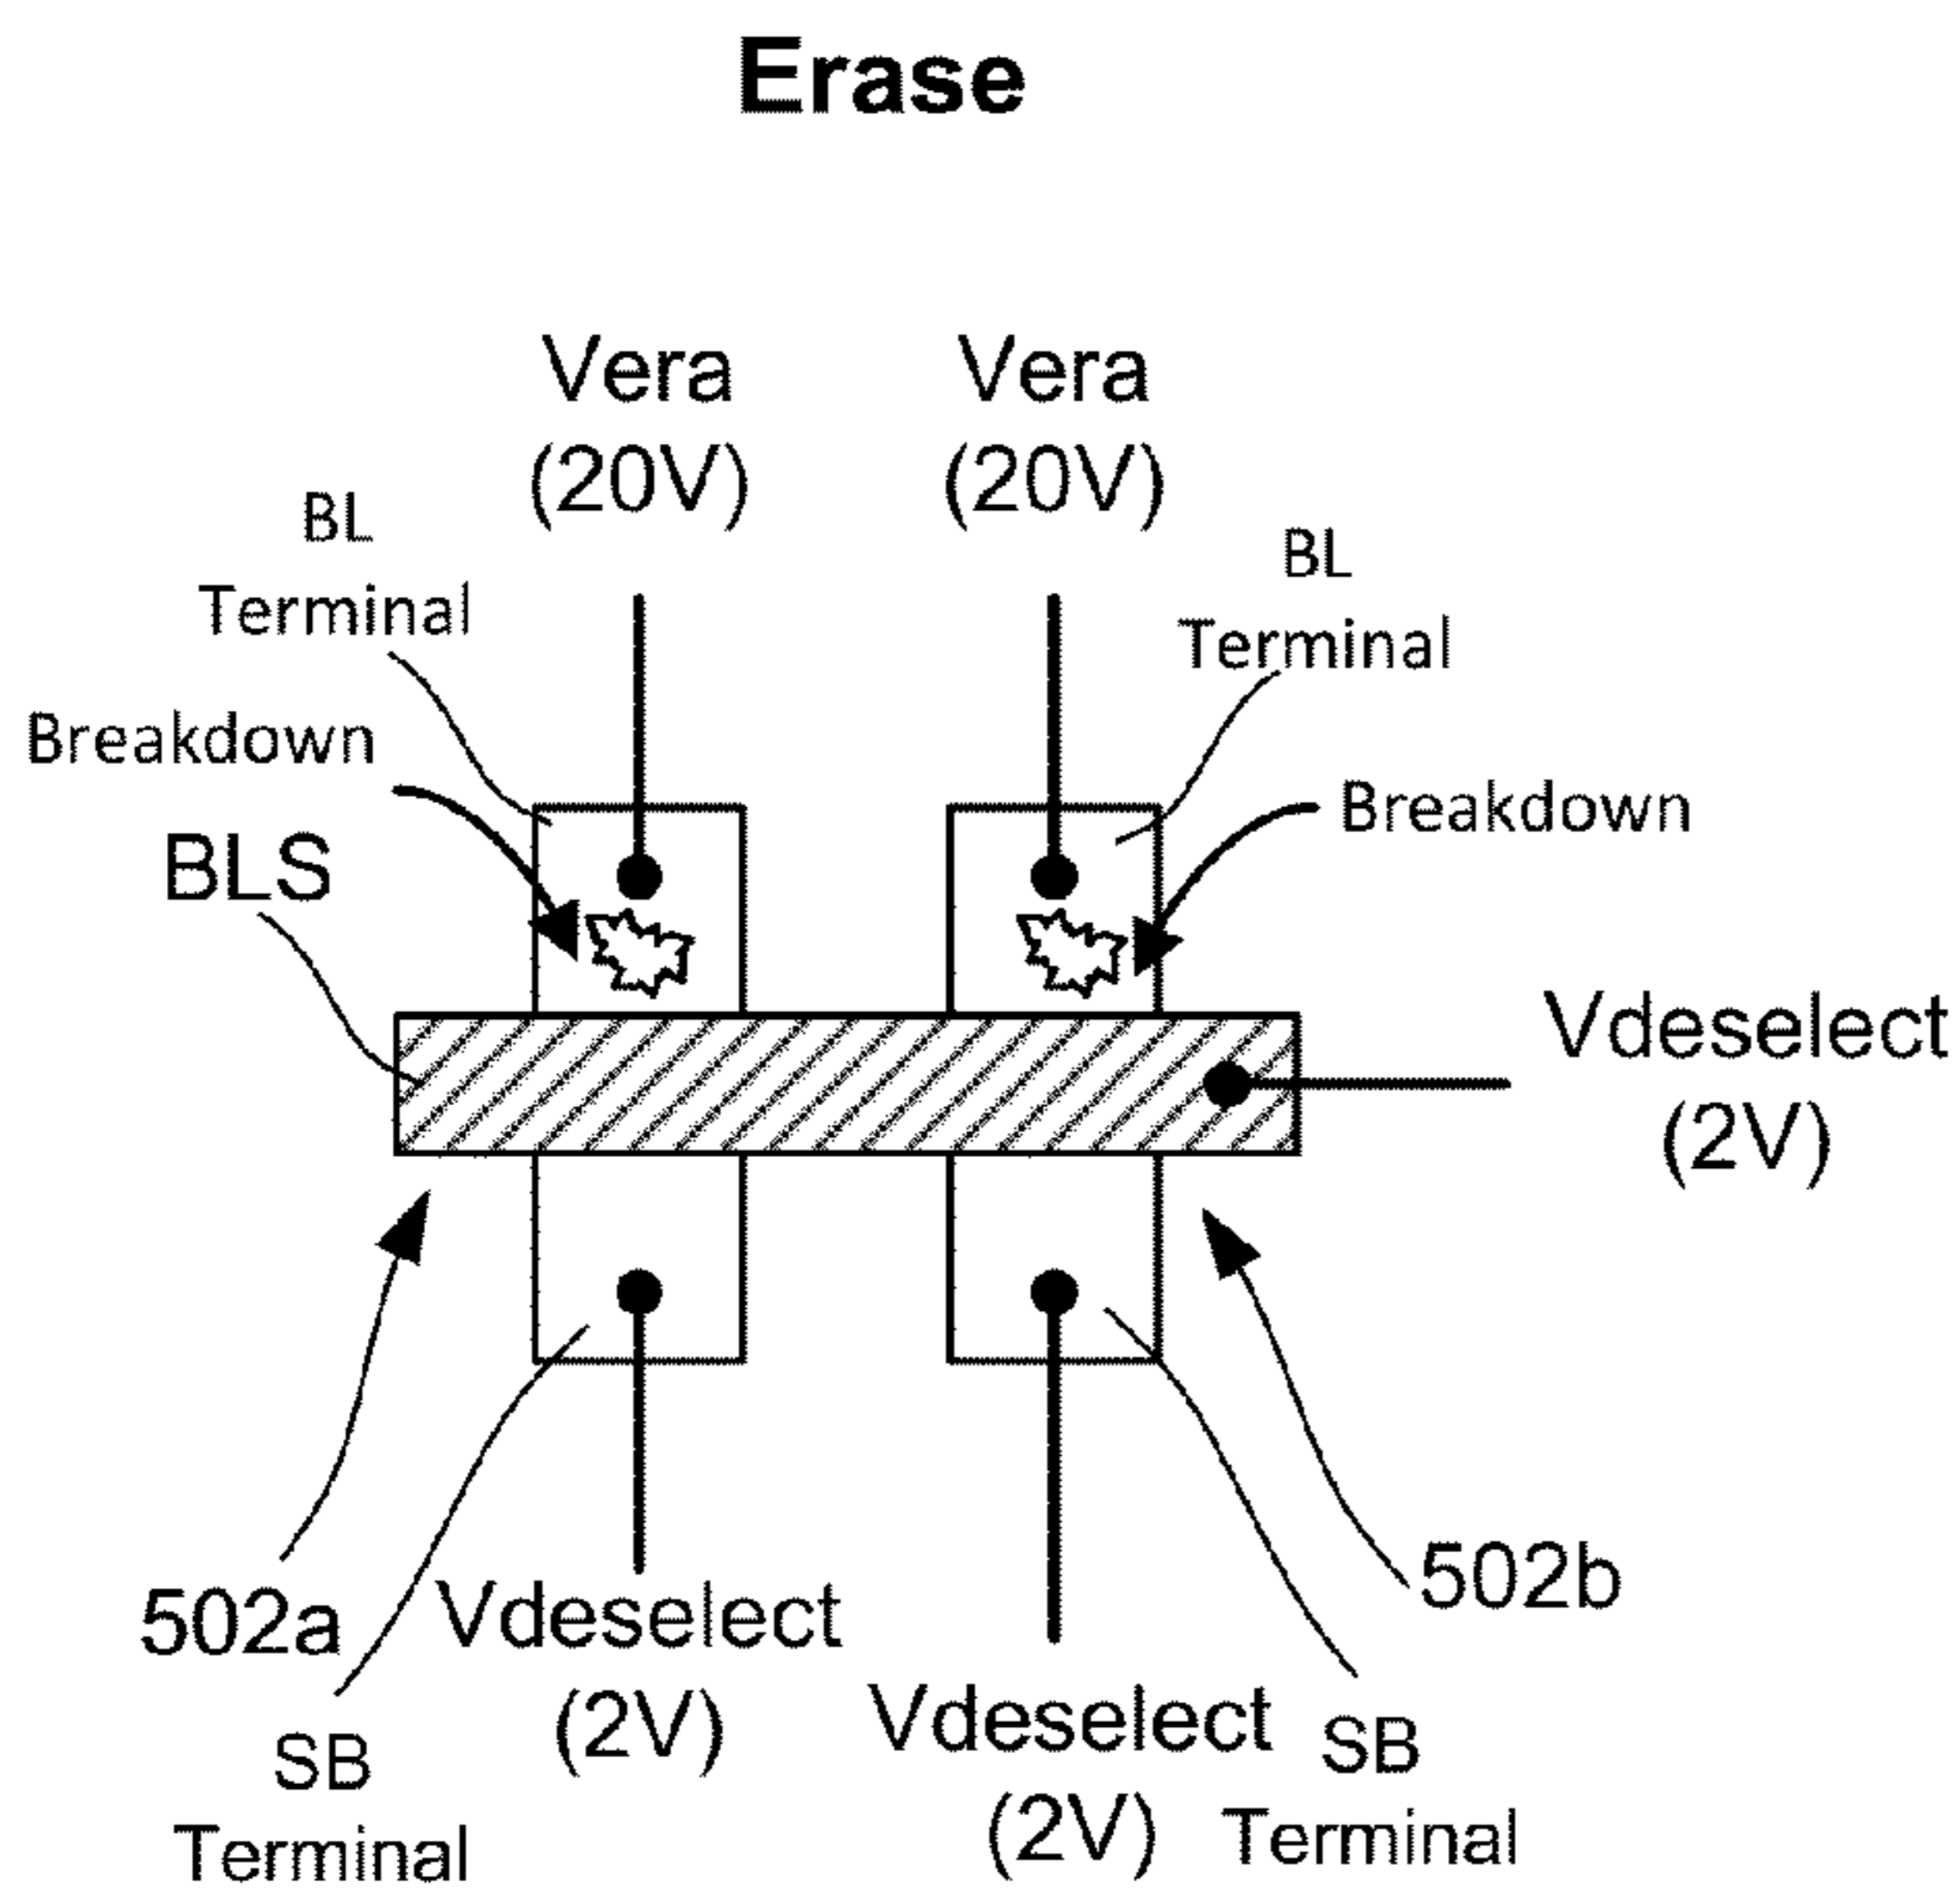 Erase
Vera
(20V)
Vera
(20V)
BL
Terminal
BL
Terminal
Breakdown
Breakdown
BLS
Vdeselect
(2V)
502a
Vdeselect
(2V)
502b
Vdeselect
(2V)
SB
Terminal
SB
Terminal